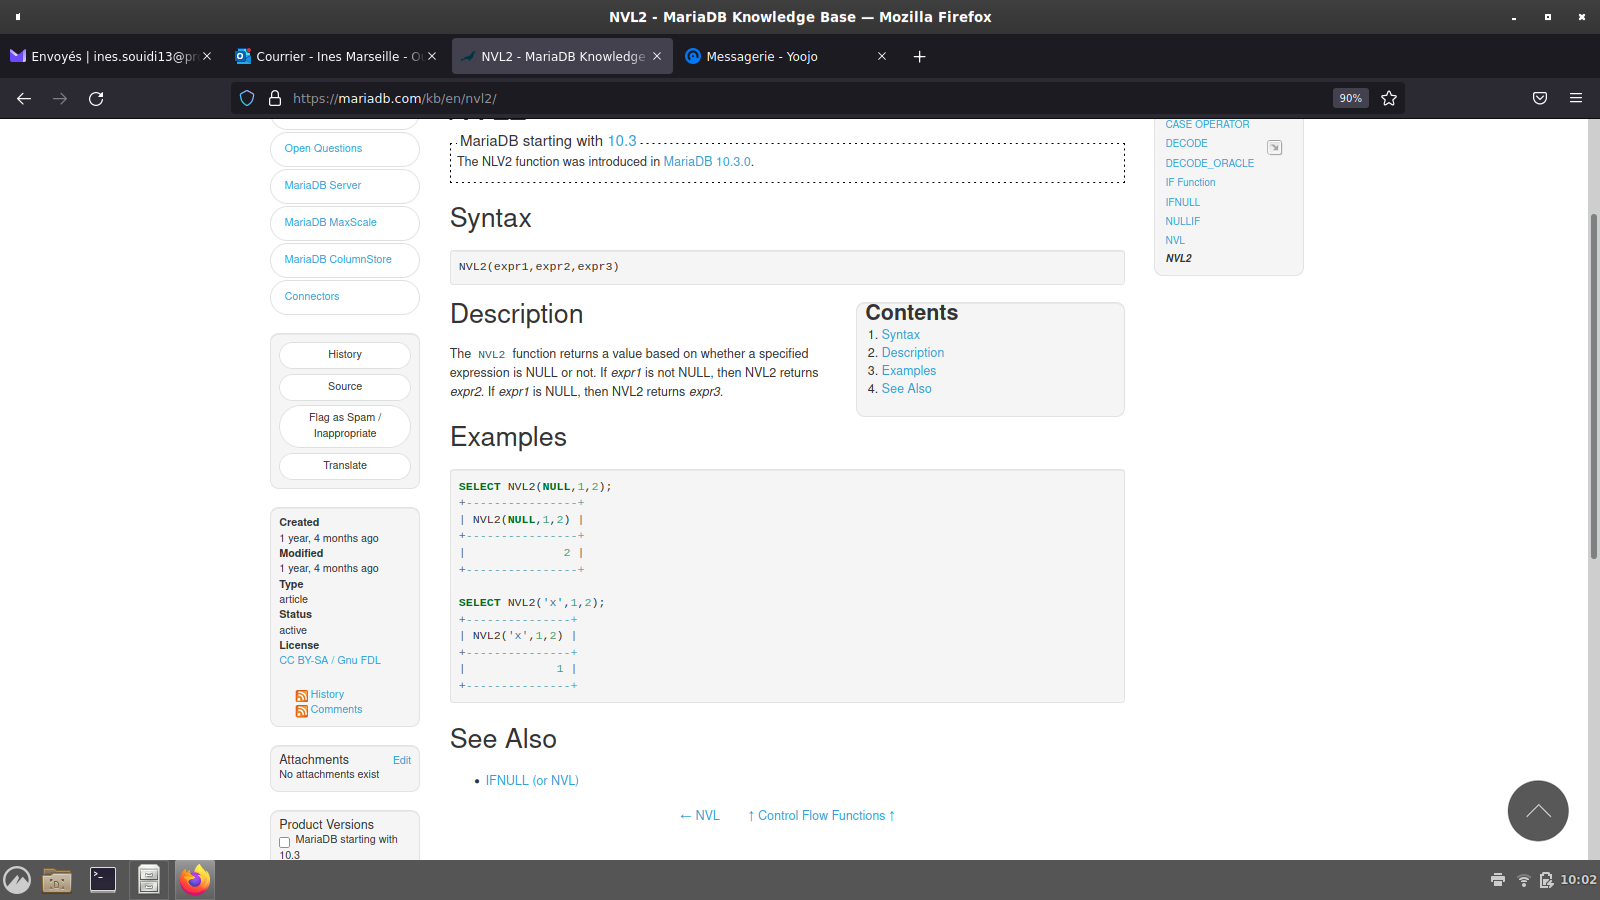 NVL2 - MariaDB Knowledge Base — Mozilla Firefox
Envoyés | ines.souidi13@pr
Courrier - Ines Marseille - O
NVL2 - MariaDB Knowledge
Messagerie - Yoojo
https://mariadb.com/kb/en/nvl2/
90%
Open Questions
MariaDB Server
MariaDB MaxScale
MariaDB ColumnStore
Connectors
History
Source
Flag as Spam /
Inappropriate
Translate
Created
1 year, 4 months ago
Modified
1 year, 4 months ago
Type
article
Status
active
License
CC BY-SA / Gnu FDL
History
Comments
Attachments Edit
No attachments exist
Product Versions
MariaDB starting with
10.3
MariaDB starting with 10.3
The NLV2 function was introduced in MariaDB 10.3.0.
Syntax
NVL2(expr1,expr2,expr3)
Description
The NVL2 function returns a value based on whether a specified
expression is NULL or not. If expr1 is not NULL, then NVL2 returns
expr2. If expr1 is NULL, then NVL2 returns expr3.
Contents
1. Syntax
2. Description
3. Examples
4. See Also
Examples
SELECT NVL2(NULL,1,2);
+----------------+
| NVL2(NULL,1,2) |
+----------------+
|              2 |
+----------------+
SELECT NVL2('x',1,2);
+---------------+
| NVL2('x',1,2) |
+---------------+
|             1 |
+---------------+
See Also
• IFNULL (or NVL)
← NVL ↑ Control Flow Functions ↑
CASE OPERATOR
DECODE
DECODE_ORACLE
IF Function
IFNULL
NULLIF
NVL
NVL2
10:02